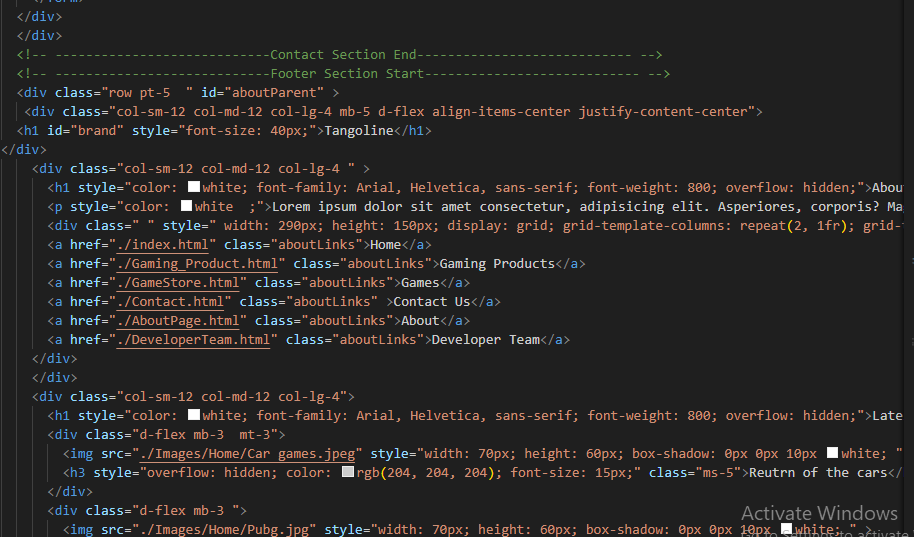 </form>
</div>
</div>
<!-- ----------------------------Contact Section End---------------------------- -->
<!-- ----------------------------Footer Section Start---------------------------- -->
<div class="row pt-5  " id="aboutParent" >
<div class="col-sm-12 col-md-12 col-lg-4 mb-5 d-flex align-items-center justify-content-center">
<h1 id="brand" style="font-size: 40px;">Tangoline</h1>
</div>
<div class="col-sm-12 col-md-12 col-lg-4 " >
<h1 style="color: white; font-family: Arial, Helvetica, sans-serif; font-weight: 800; overflow: hidden;">Abou
<p style="color: white  ;">Lorem ipsum dolor sit amet consectetur, adipisicing elit. Asperiores, corporis? Ma
<div class=" " style=" width: 290px; height: 150px; display: grid; grid-template-columns: repeat(2, 1fr); grid-
<a href="./index.html" class="aboutLinks">Home</a>
<a href="./Gaming_Product.html" class="aboutLinks">Gaming Products</a>
<a href="./GameStore.html" class="aboutLinks">Games</a>
<a href="./Contact.html" class="aboutLinks" >Contact Us</a>
<a href="./AboutPage.html" class="aboutLinks">About</a>
<a href="./DeveloperTeam.html" class="aboutLinks">Developer Team</a>
</div>
</div>
<div class="col-sm-12 col-md-12 col-lg-4">
<h1 style="color: white; font-family: Arial, Helvetica, sans-serif; font-weight: 800; overflow: hidden;">Late
<div class="d-flex mb-3  mt-3">
<img src="./Images/Home/Car games.jpeg" style="width: 70px; height: 60px; box-shadow: 0px 0px 10px white; "
<h3 style="overflow: hidden; color: rgb(204, 204, 204); font-size: 15px;" class="ms-5">Reutrn of the cars</
</div>
<div class="d-flex mb-3 ">
<img src="./Images/Home/Pubg.jpg" style="width: 70px; height: 60px; box-shadow: 0px 0px 10px white; " >
Activate Windows
Go to Settings to activate